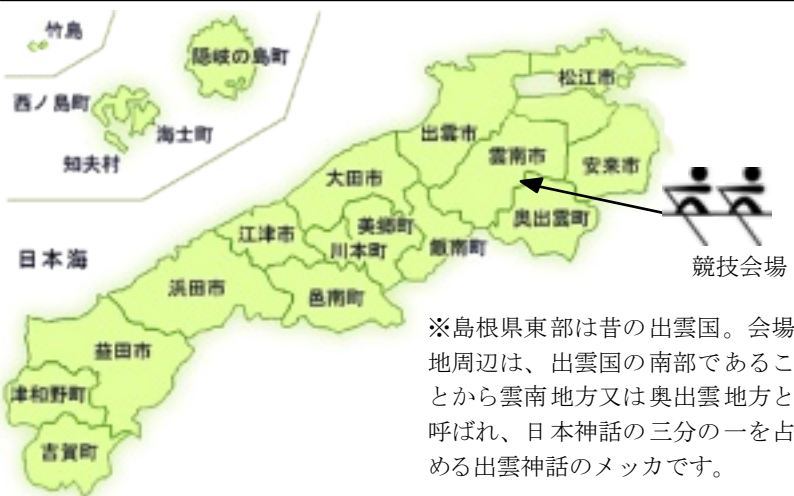 竹島
隠岐の島町
西ノ島町
海士町
知夫村
松江市
出雲市
雲南市
安来市
大田市
奥出雲町
美郷町
江津市
川本町
飯南町
日本海
浜田市
邑南町
益田市
津和野町
吉賀町
競技会場
※島根県東部は昔の出雲国。会場
地周辺は、出雲国の南部であるこ
とから雲南地方又は奥出雲地方と
呼ばれ、日本神話の三分の一を占
める出雲神話のメッカです。